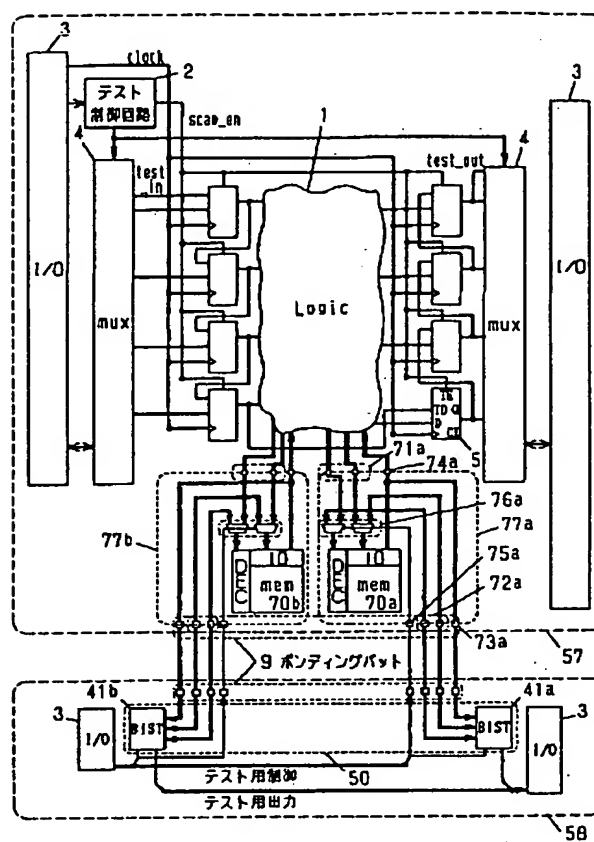 3
clock
2
テスト
制御回路
scan_en
1
3
4
4
test_in
test_out
I/O
mux
Logic
mux
I/O
TE
TD Q
D
CK
5
71a
74a
76a
77b
77a
IO
DEC
mem
70b
IO
DEC
mem
70a
75a
72a
73a
9 ボンディングパット
57
41b
41a
3
3
I/O
BIST
BIST
I/O
テスト用制御
50
テスト用出力
58